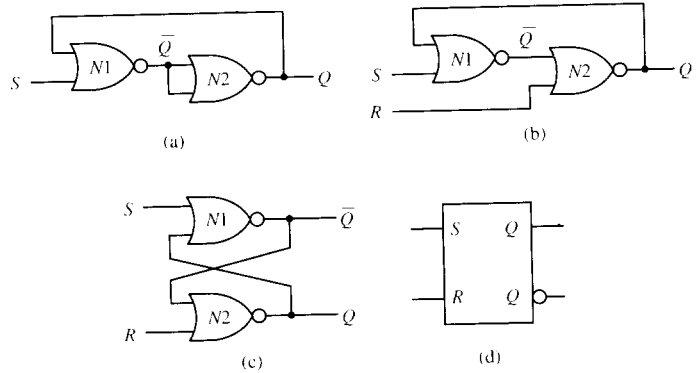 S N1 Q̅ N2 Q
(a)
S N1 Q̅ N2 Q
R
(b)
S N1 Q̅
R N2 Q
(c)
S Q
R Q
(d)